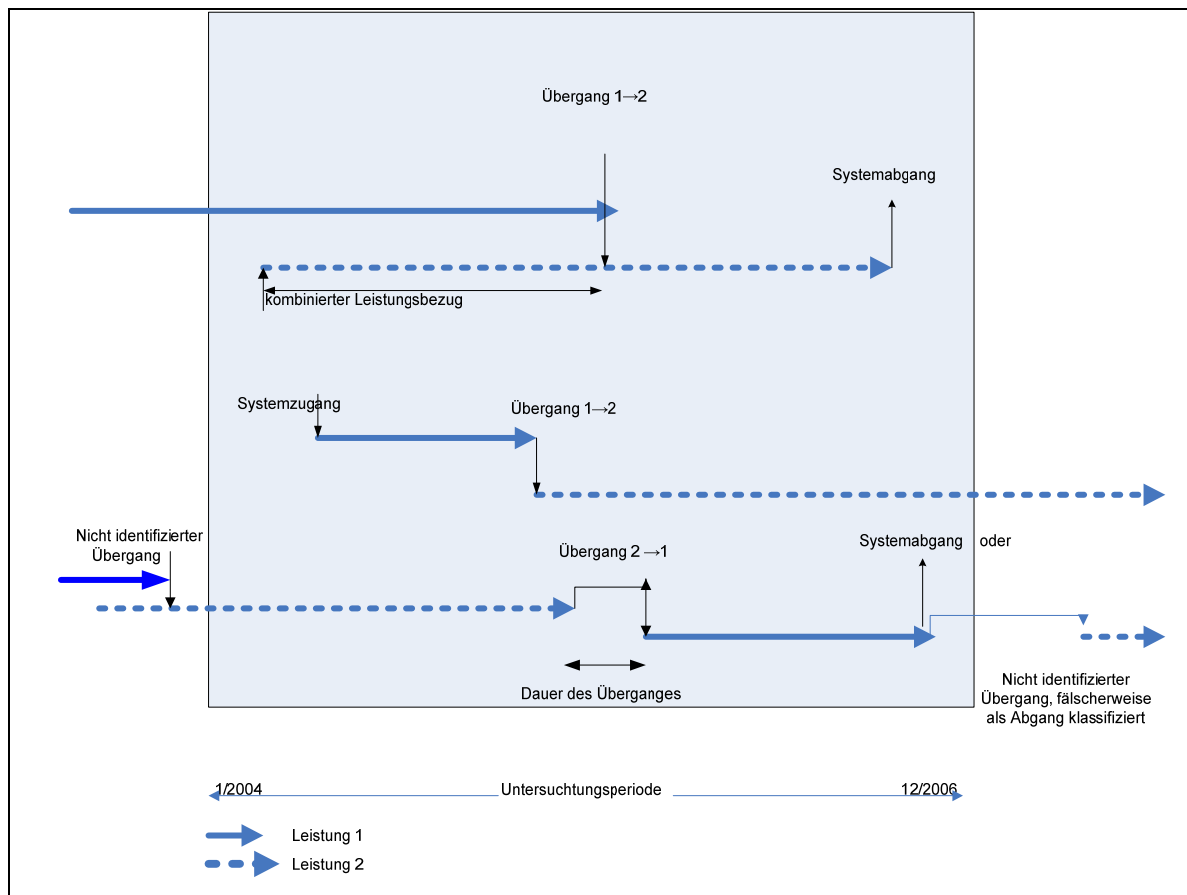 Übergang 1→2
Systemabgang
kombinierter Leistungsbezug
Systemzugang
Übergang 1→2
Nicht identifizierter
Übergang
Übergang 2→1
Systemabgang oder
Dauer des Überganges
Nicht identifizierter
Übergang, fälscherweise
als Abgang klassifiziert
1/2004
Untersuchtungsperiode
12/2006
Leistung 1
Leistung 2